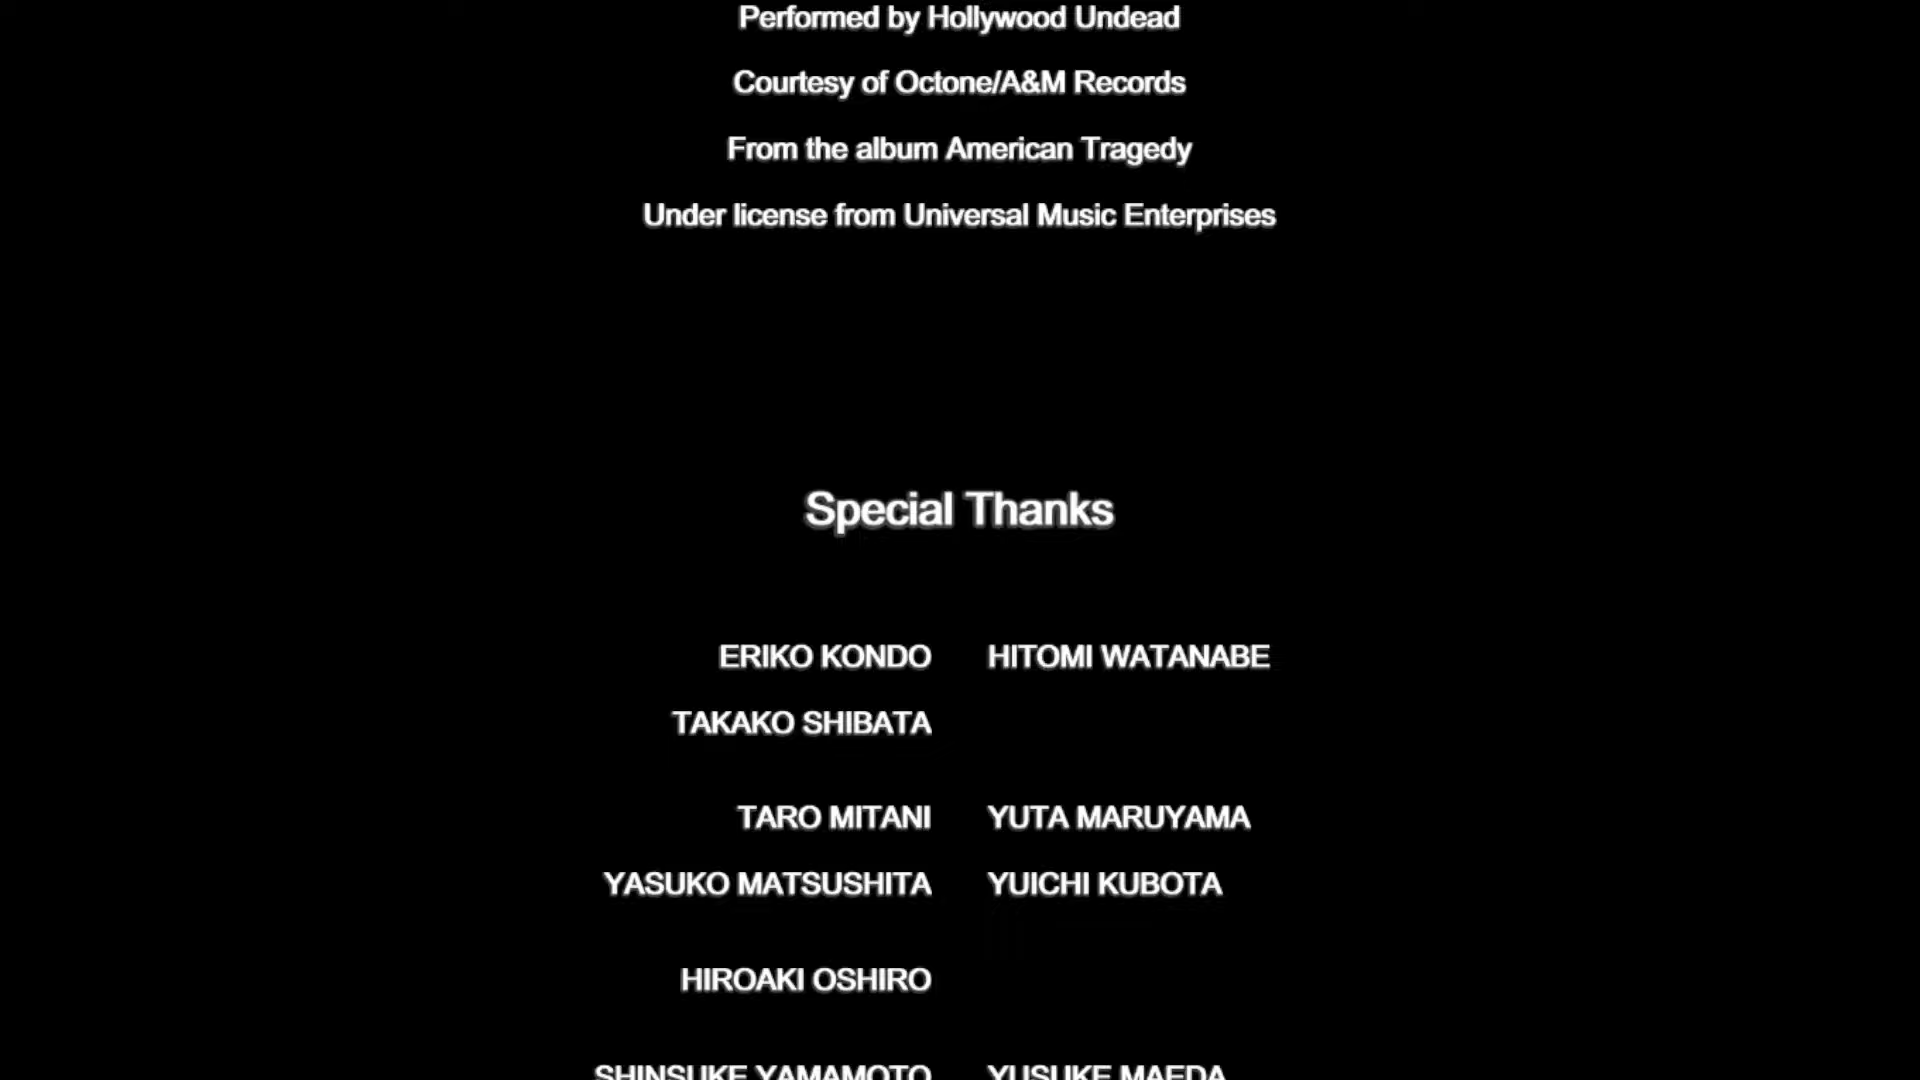 Performed by Hollywood Undead
Courtesy of Octone/A&M Records
From the album American Tragedy
Under license from Universal Music Enterprises
Special Thanks
ERIKO KONDO HITOMI WATANABE
TAKAKO SHIBATA
TARO MITANI YUTA MARUYAMA
YASUKO MATSUSHITA YUICHI KUBOTA
HIROAKI OSHIRO
SHINSUKE YAMAMOTO YUSUKE MAEDA